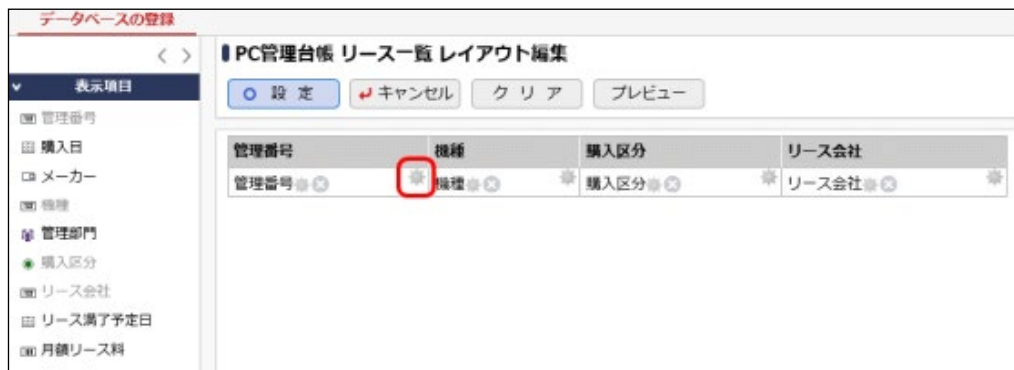 データベースの登録
PC管理台帳 リース一覧 レイアウト編集
設定 キャンセル クリア プレビュー
表示項目
管理番号
購入日
メーカー
機種
管理部門
購入区分
リース会社
リース満了予定日
月額リース料
管理番号 機種 購入区分 リース会社
管理番号 機種 購入区分 リース会社